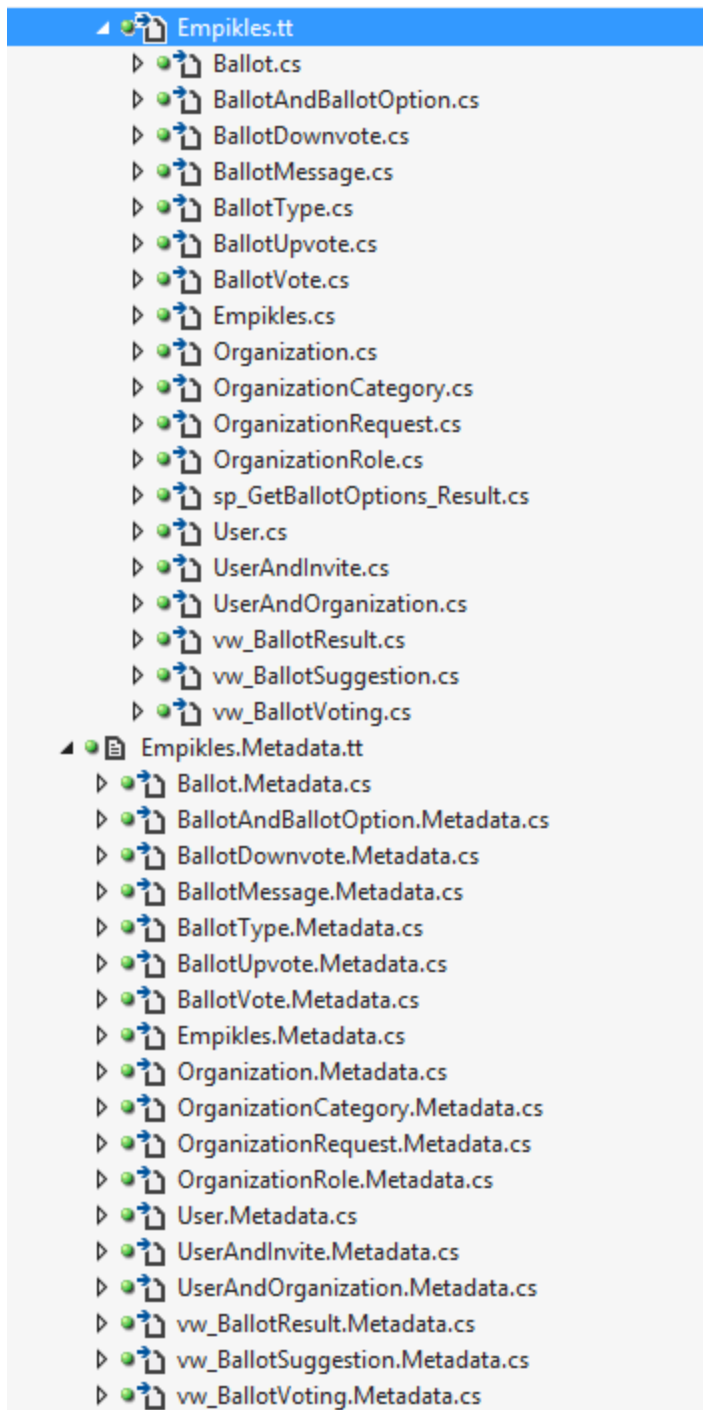 Empikles.tt
Ballot.cs
BallotAndBallotOption.cs
BallotDownvote.cs
BallotMessage.cs
BallotType.cs
BallotUpvote.cs
BallotVote.cs
Empikles.cs
Organization.cs
OrganizationCategory.cs
OrganizationRequest.cs
OrganizationRole.cs
sp_GetBallotOptions_Result.cs
User.cs
UserAndInvite.cs
UserAndOrganization.cs
vw_BallotResult.cs
vw_BallotSuggestion.cs
vw_BallotVoting.cs
Empikles.Metadata.tt
Ballot.Metadata.cs
BallotAndBallotOption.Metadata.cs
BallotDownvote.Metadata.cs
BallotMessage.Metadata.cs
BallotType.Metadata.cs
BallotUpvote.Metadata.cs
BallotVote.Metadata.cs
Empikles.Metadata.cs
Organization.Metadata.cs
OrganizationCategory.Metadata.cs
OrganizationRequest.Metadata.cs
OrganizationRole.Metadata.cs
User.Metadata.cs
UserAndInvite.Metadata.cs
UserAndOrganization.Metadata.cs
vw_BallotResult.Metadata.cs
vw_BallotSuggestion.Metadata.cs
vw_BallotVoting.Metadata.cs